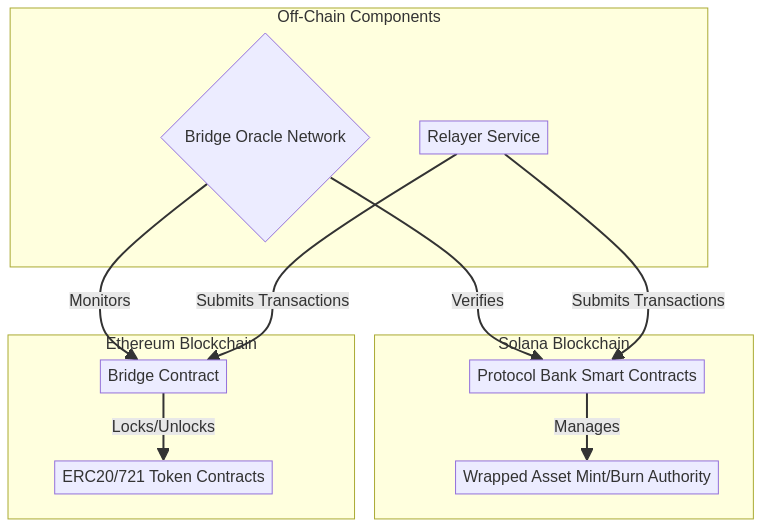 Off-Chain Components
Bridge Oracle Network
Relayer Service
Monitors
Submits Transactions
Verifies
Submits Transactions
Ethereum Blockchain
Solana Blockchain
Bridge Contract
Protocol Bank Smart Contracts
Locks/Unlocks
Manages
ERC20/721 Token Contracts
Wrapped Asset Mint/Burn Authority